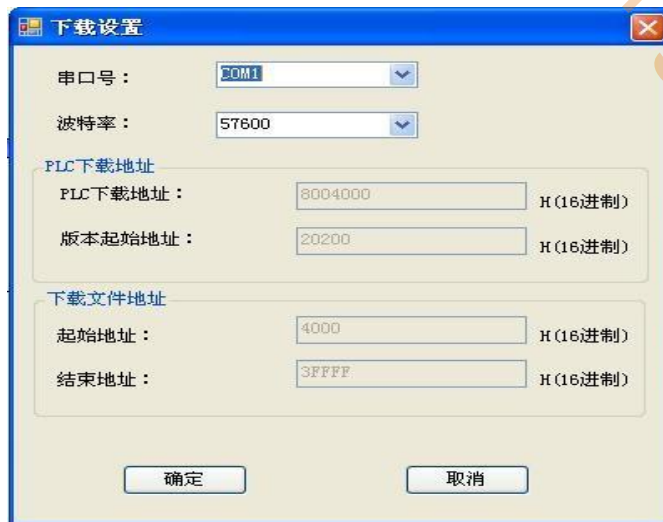 下载设置
串口号： COM1
波特率： 57600
PLC下载地址
PLC下载地址： 8004000 H(16进制)
版本起始地址： 20200 H(16进制)
下载文件地址
起始地址： 4000 H(16进制)
结束地址： 3FFFF H(16进制)
确定 取消